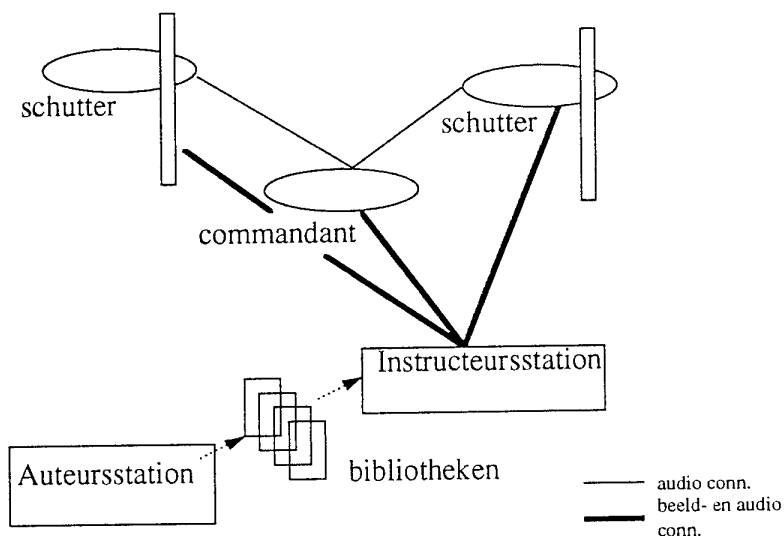 schutter
schutter
commandant
Instructeursstation
Auteursstation
bibliotheken
audio conn.
beeld- en audio
conn.